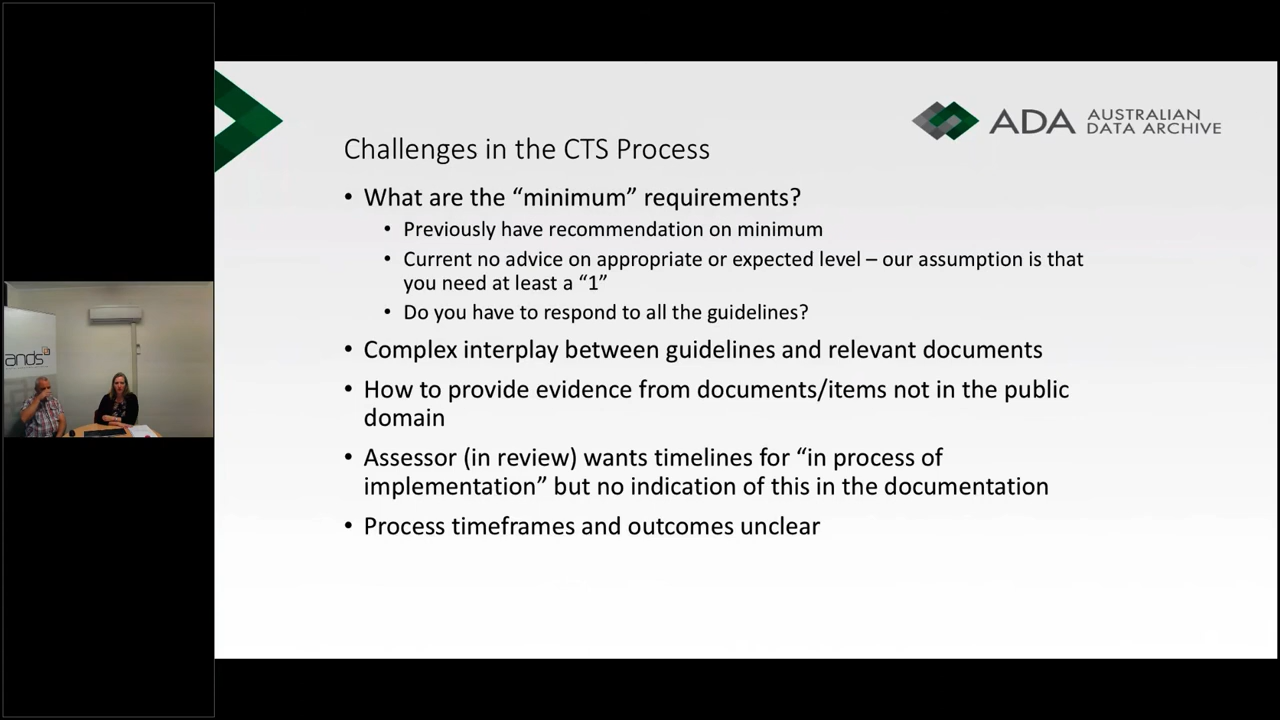 ADA AUSTRALIAN
DATA ARCHIVE
Challenges in the CTS Process
• What are the “minimum” requirements?
• Previously have recommendation on minimum
• Current no advice on appropriate or expected level – our assumption is that
you need at least a “1”
• Do you have to respond to all the guidelines?
• Complex interplay between guidelines and relevant documents
• How to provide evidence from documents/items not in the public
domain
• Assessor (in review) wants timelines for “in process of
implementation” but no indication of this in the documentation
• Process timeframes and outcomes unclear
ands